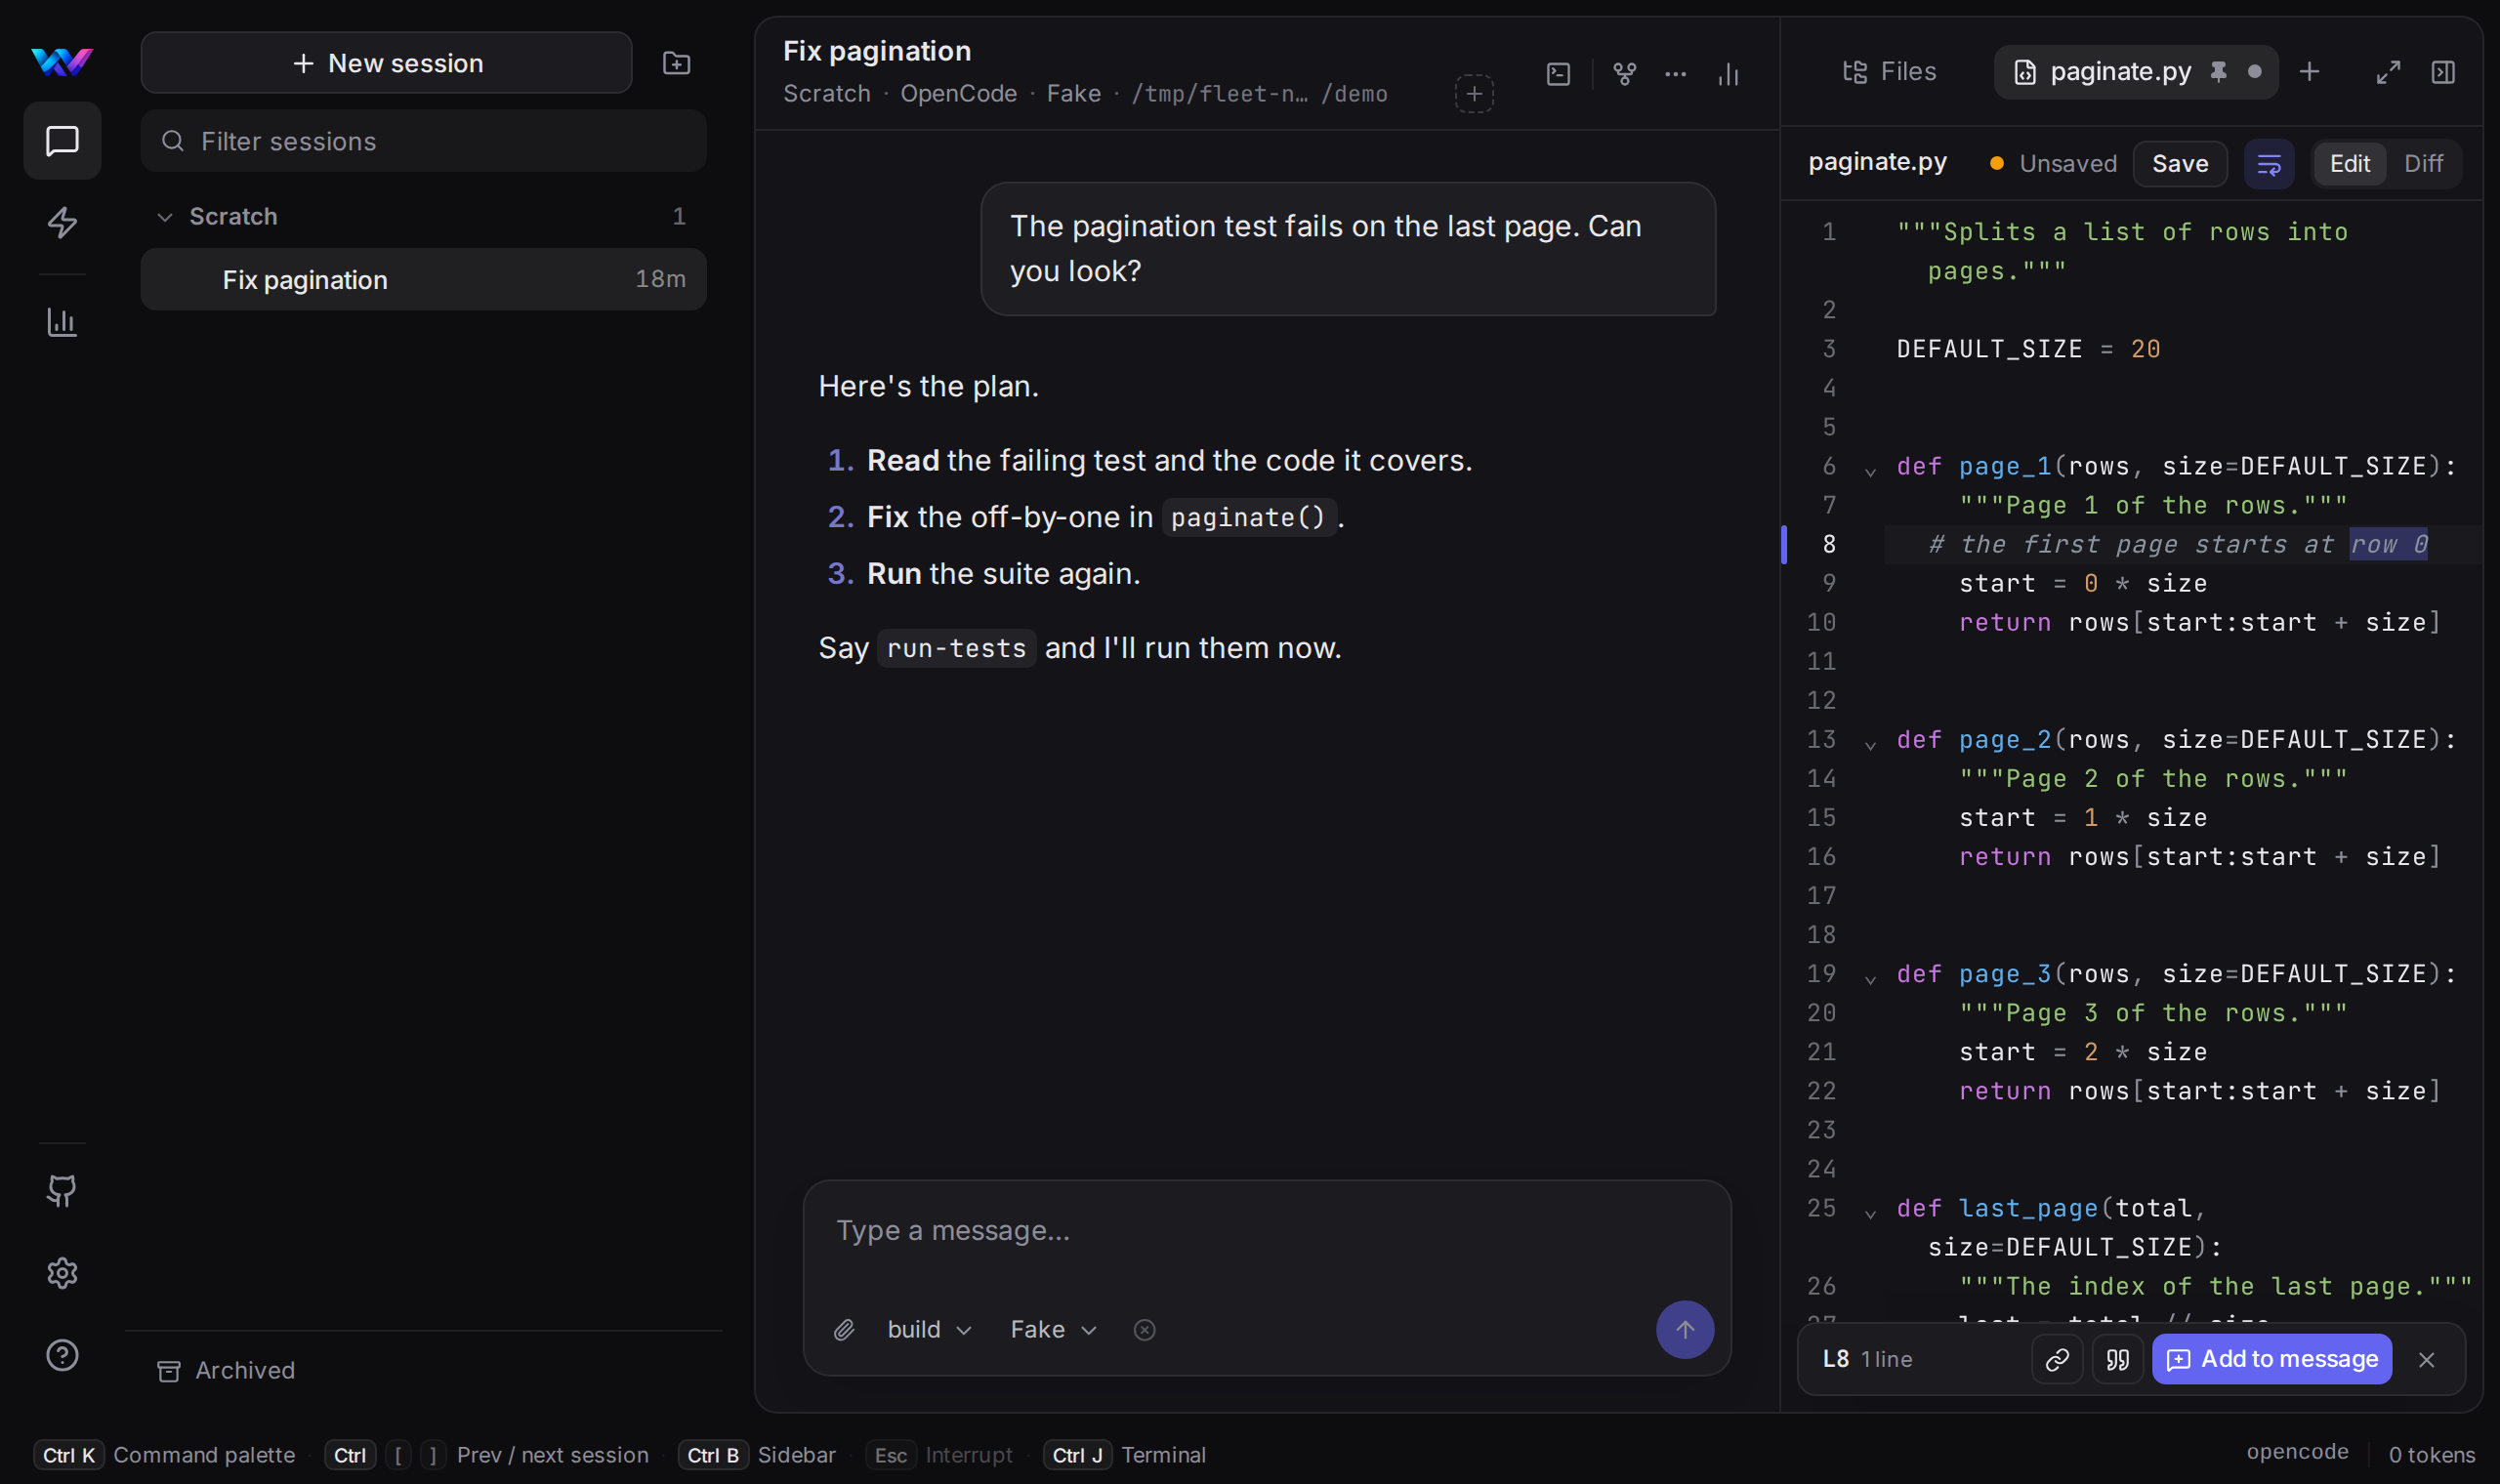 New session
Filter sessions
Scratch 1
Fix pagination 18m
Archived
Fix pagination
Scratch · OpenCode · Fake · /tmp/fleet-n… /demo
The pagination test fails on the last page. Can
you look?
Here's the plan.
1. Read the failing test and the code it covers.
2. Fix the off-by-one in paginate().
3. Run the suite again.
Say run-tests and I'll run them now.
Type a message...
build Fake
Files paginate.py
paginate.py Unsaved Save Edit Diff
1 """Splits a list of rows into
pages."""
2
3 DEFAULT_SIZE = 20
4
5
6 def page_1(rows, size=DEFAULT_SIZE):
7 """Page 1 of the rows."""
8 # the first page starts at row 0
9 start = 0 * size
10 return rows[start:start + size]
11
12
13 def page_2(rows, size=DEFAULT_SIZE):
14 """Page 2 of the rows."""
15 start = 1 * size
16 return rows[start:start + size]
17
18
19 def page_3(rows, size=DEFAULT_SIZE):
20 """Page 3 of the rows."""
21 start = 2 * size
22 return rows[start:start + size]
23
24
25 def last_page(total,
size=DEFAULT_SIZE):
26 """The index of the last page."""
27 last = total // size
L8 1 line Add to message
Ctrl K Command palette · Ctrl [ ] Prev / next session · Ctrl B Sidebar · Esc Interrupt · Ctrl J Terminal
opencode 0 tokens